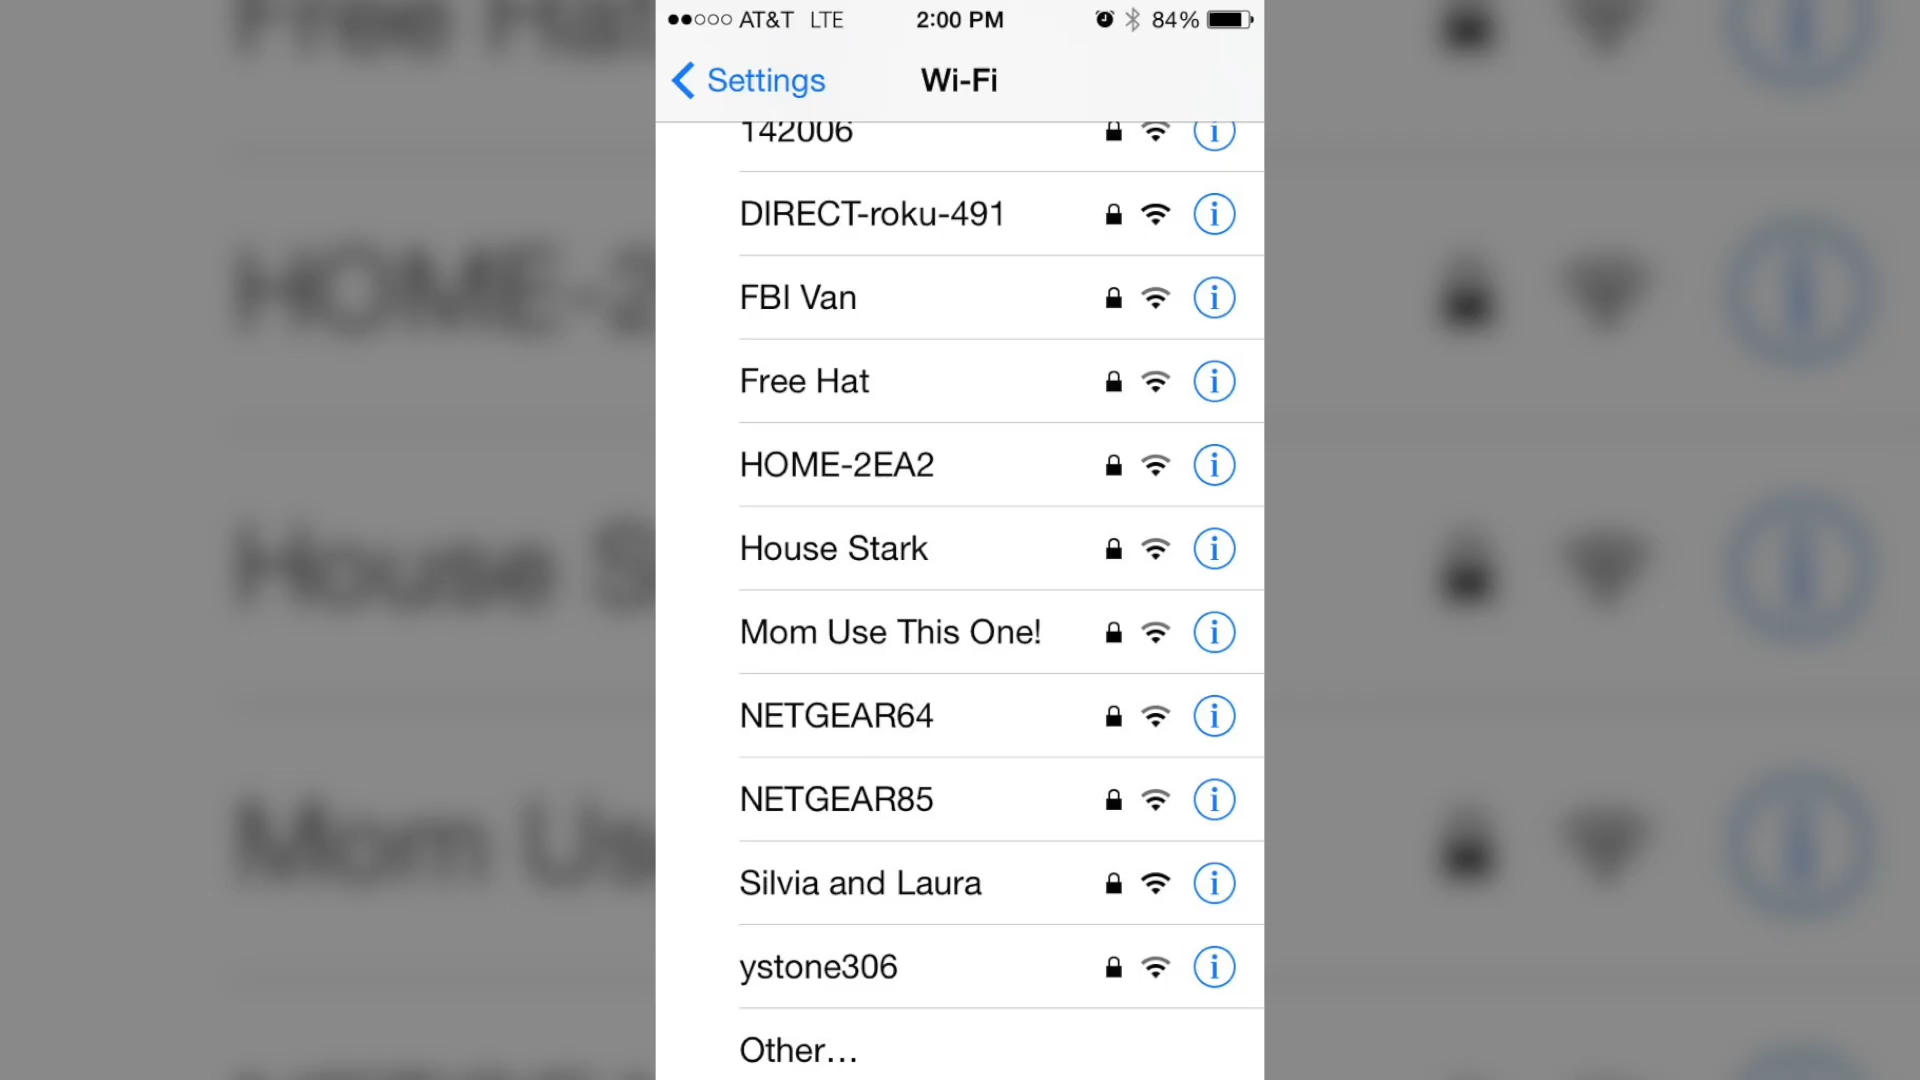 AT&T LTE 2:00 PM 84%
Settings Wi-Fi
142006
DIRECT-roku-491
FBI Van
Free Hat
HOME-2EA2
House Stark
Mom Use This One!
NETGEAR64
NETGEAR85
Silvia and Laura
ystone306
Other...